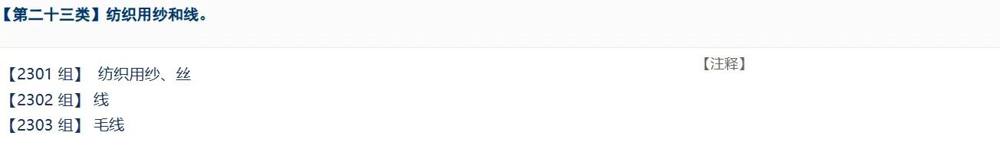 【第二十三类】纺织用纱和线。
【注释】
【2301 组】 纺织用纱、丝
【2302 组】 线
【2303 组】 毛线